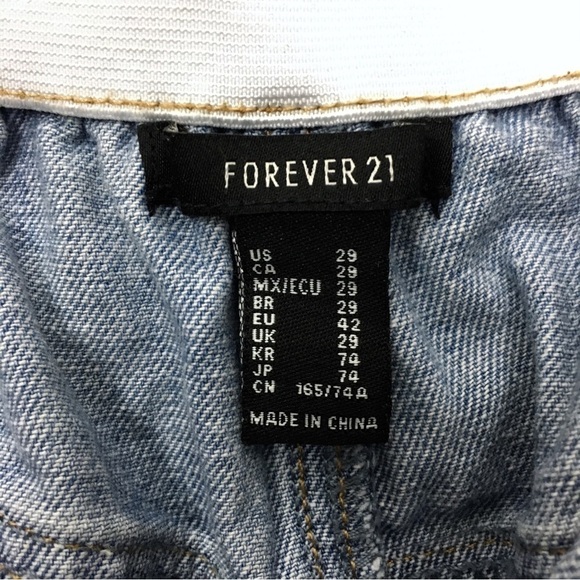 FOREVER 21
US 29
CA 29
MX/ECU 29
BR 29
EU 42
UK 29
KR 74
JP 74
CN 165/74A
MADE IN CHINA